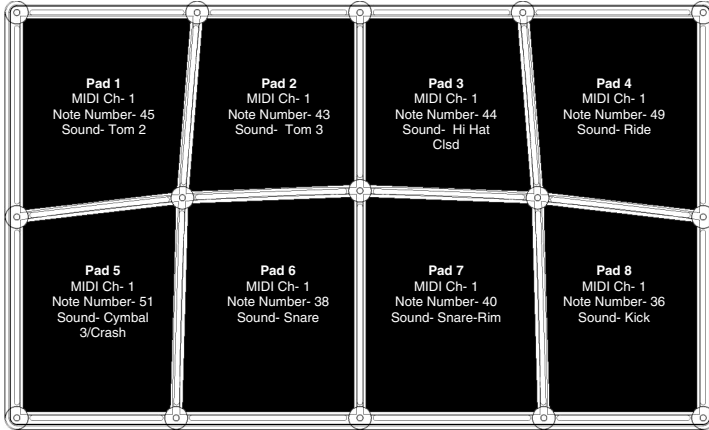 Pad 1
MIDI Ch- 1
Note Number- 45
Sound- Tom 2
Pad 2
MIDI Ch- 1
Note Number- 43
Sound- Tom 3
Pad 3
MIDI Ch- 1
Note Number- 44
Sound- Hi Hat
Clsd
Pad 4
MIDI Ch- 1
Note Number- 49
Sound- Ride
Pad 5
MIDI Ch- 1
Note Number- 51
Sound- Cymbal
3/Crash
Pad 6
MIDI Ch- 1
Note Number- 38
Sound- Snare
Pad 7
MIDI Ch- 1
Note Number- 40
Sound- Snare-Rim
Pad 8
MIDI Ch- 1
Note Number- 36
Sound- Kick